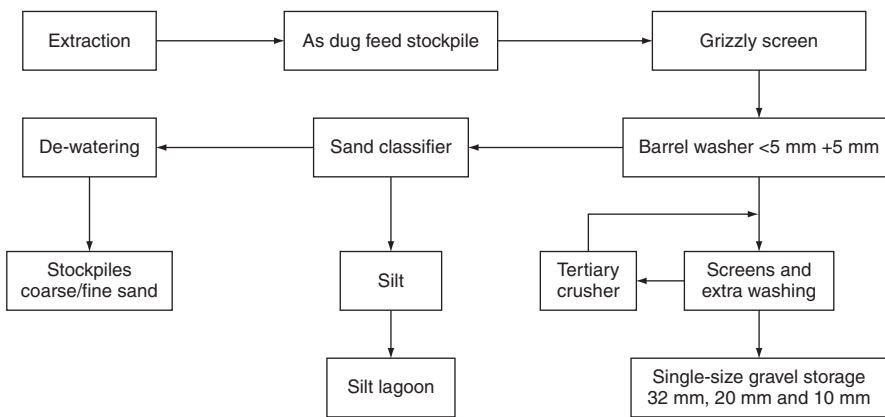 Extraction
As dug feed stockpile
Grizzly screen
De-watering
Sand classifier
Barrel washer <5 mm +5 mm
Stockpiles
coarse/fine sand
Silt
Tertiary
crusher
Screens and
extra washing
Silt lagoon
Single-size gravel storage
32 mm, 20 mm and 10 mm